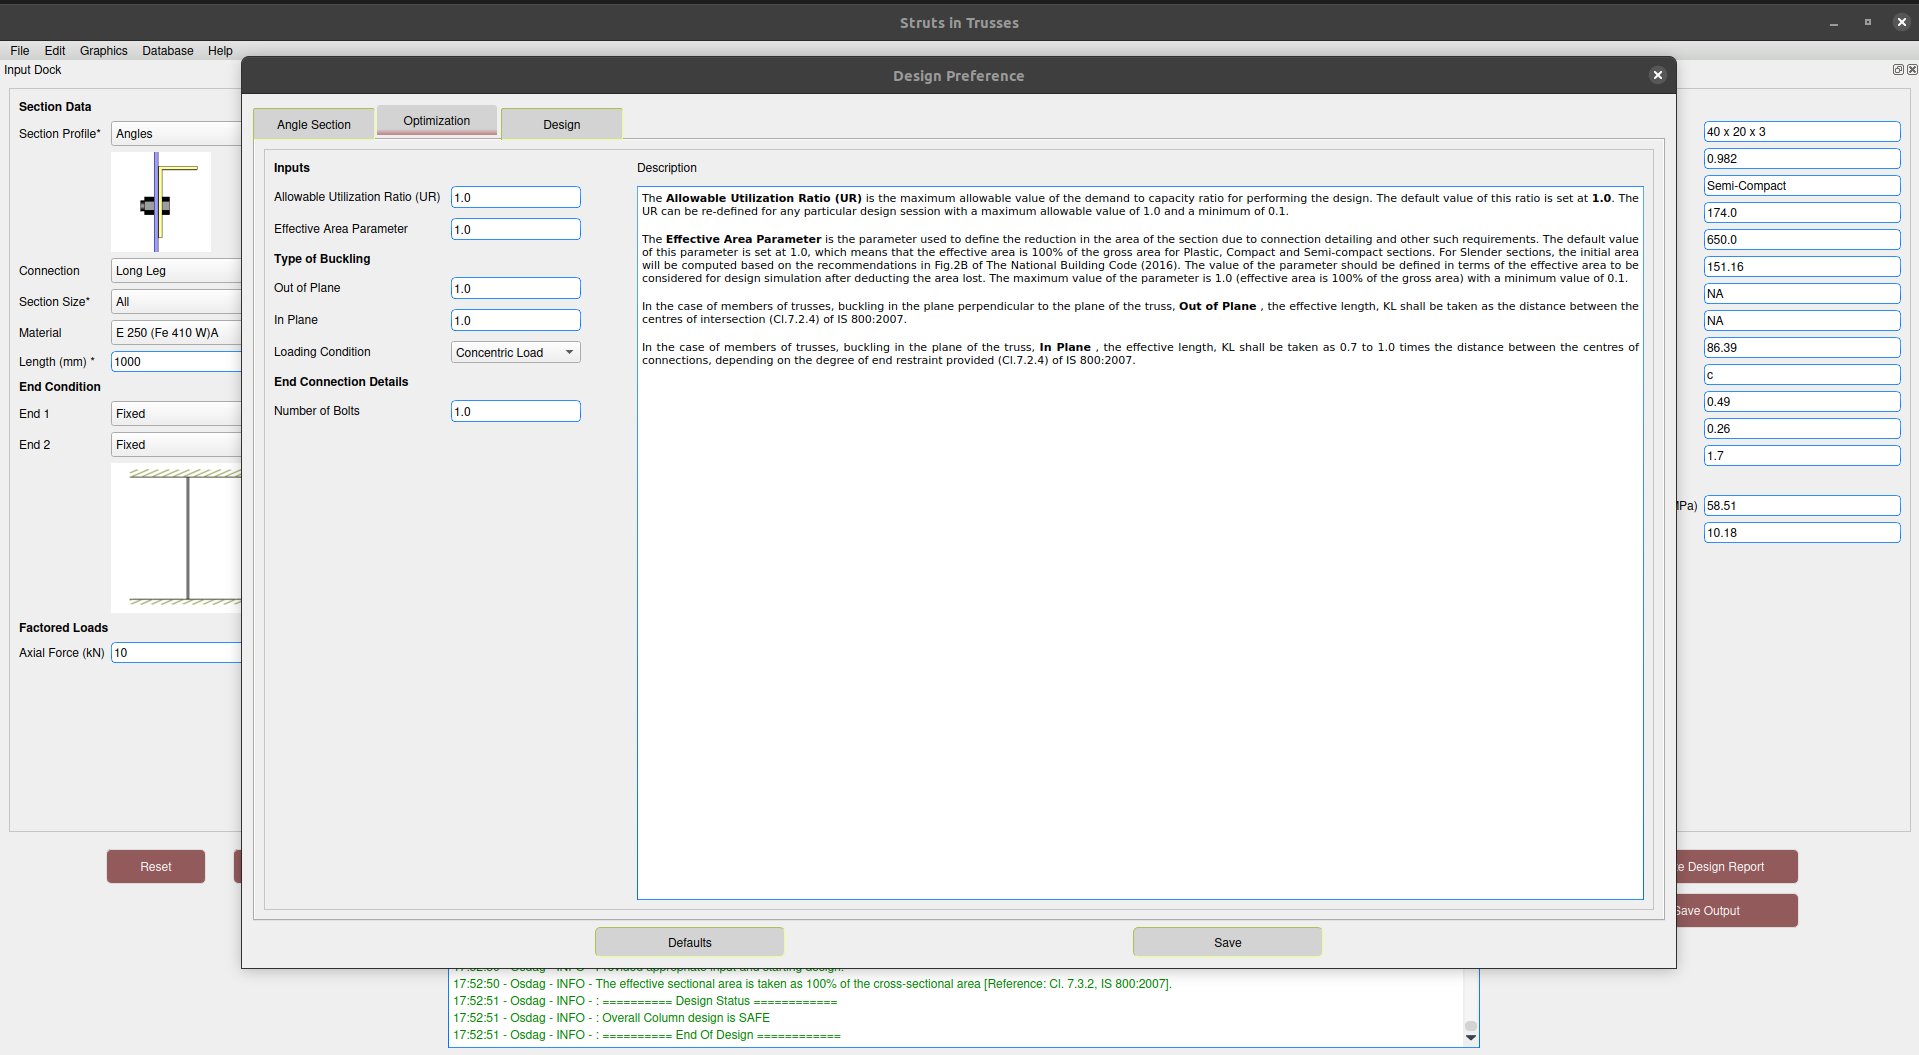 Struts in Trusses
File Edit Graphics Database Help
Input Dock
Design Preference
Section Data
Section Profile* Angles
Connection Long Leg
Section Size* All
Material E 250 (Fe 410 W)A
Length (mm) * 1000
End Condition
End 1 Fixed
End 2 Fixed
Factored Loads
Axial Force (kN) 10
Reset
Angle Section Optimization Design
Inputs
Allowable Utilization Ratio (UR) 1.0
Effective Area Parameter 1.0
Type of Buckling
Out of Plane 1.0
In Plane 1.0
Loading Condition Concentric Load
End Connection Details
Number of Bolts 1.0
Description
The Allowable Utilization Ratio (UR) is the maximum allowable value of the demand to capacity ratio for performing the design. The default value of this ratio is set at 1.0. The
UR can be re-defined for any particular design session with a maximum allowable value of 1.0 and a minimum of 0.1.
The Effective Area Parameter is the parameter used to define the reduction in the area of the section due to connection detailing and other such requirements. The default value
of this parameter is set at 1.0, which means that the effective area is 100% of the gross area for Plastic, Compact and Semi-compact sections. For Slender sections, the initial area
will be computed based on the recommendations in Fig.2B of The National Building Code (2016). The value of the parameter should be defined in terms of the effective area to be
considered for design simulation after deducting the area lost. The maximum value of the parameter is 1.0 (effective area is 100% of the gross area) with a minimum value of 0.1.
In the case of members of trusses, buckling in the plane perpendicular to the plane of the truss, Out of Plane , the effective length, KL shall be taken as the distance between the
centres of intersection (Cl.7.2.4) of IS 800:2007.
In the case of members of trusses, buckling in the plane of the truss, In Plane , the effective length, KL shall be taken as 0.7 to 1.0 times the distance between the centres of
connections, depending on the degree of end restraint provided (Cl.7.2.4) of IS 800:2007.
Defaults Save
40 x 20 x 3
0.982
Semi-Compact
174.0
650.0
151.16
NA
NA
86.39
c
0.49
0.26
1.7
Pa) 58.51
10.18
e Design Report
Save Output
17:52:50 - Osdag - INFO - Provided appropriate input and starting design.
17:52:50 - Osdag - INFO - The effective sectional area is taken as 100% of the cross-sectional area [Reference: Cl. 7.3.2, IS 800:2007].
17:52:51 - Osdag - INFO - : ========== Design Status ============
17:52:51 - Osdag - INFO - : Overall Column design is SAFE
17:52:51 - Osdag - INFO - : ========== End Of Design ============